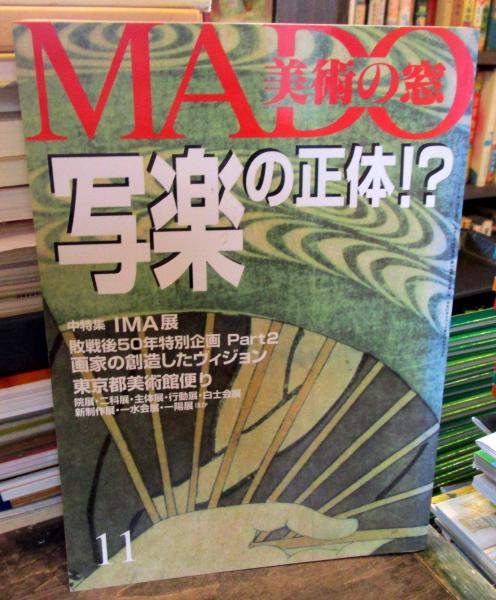 MADO
美術の窓
写楽の正体!?
中特集 IMA展
敗戦後50年特別企画 Part2
画家の創造したヴィジョン
東京都美術館便り
院展・二科展・主体展・行動展・白士会展
新制作展・一水会展・一陽展ほか
11